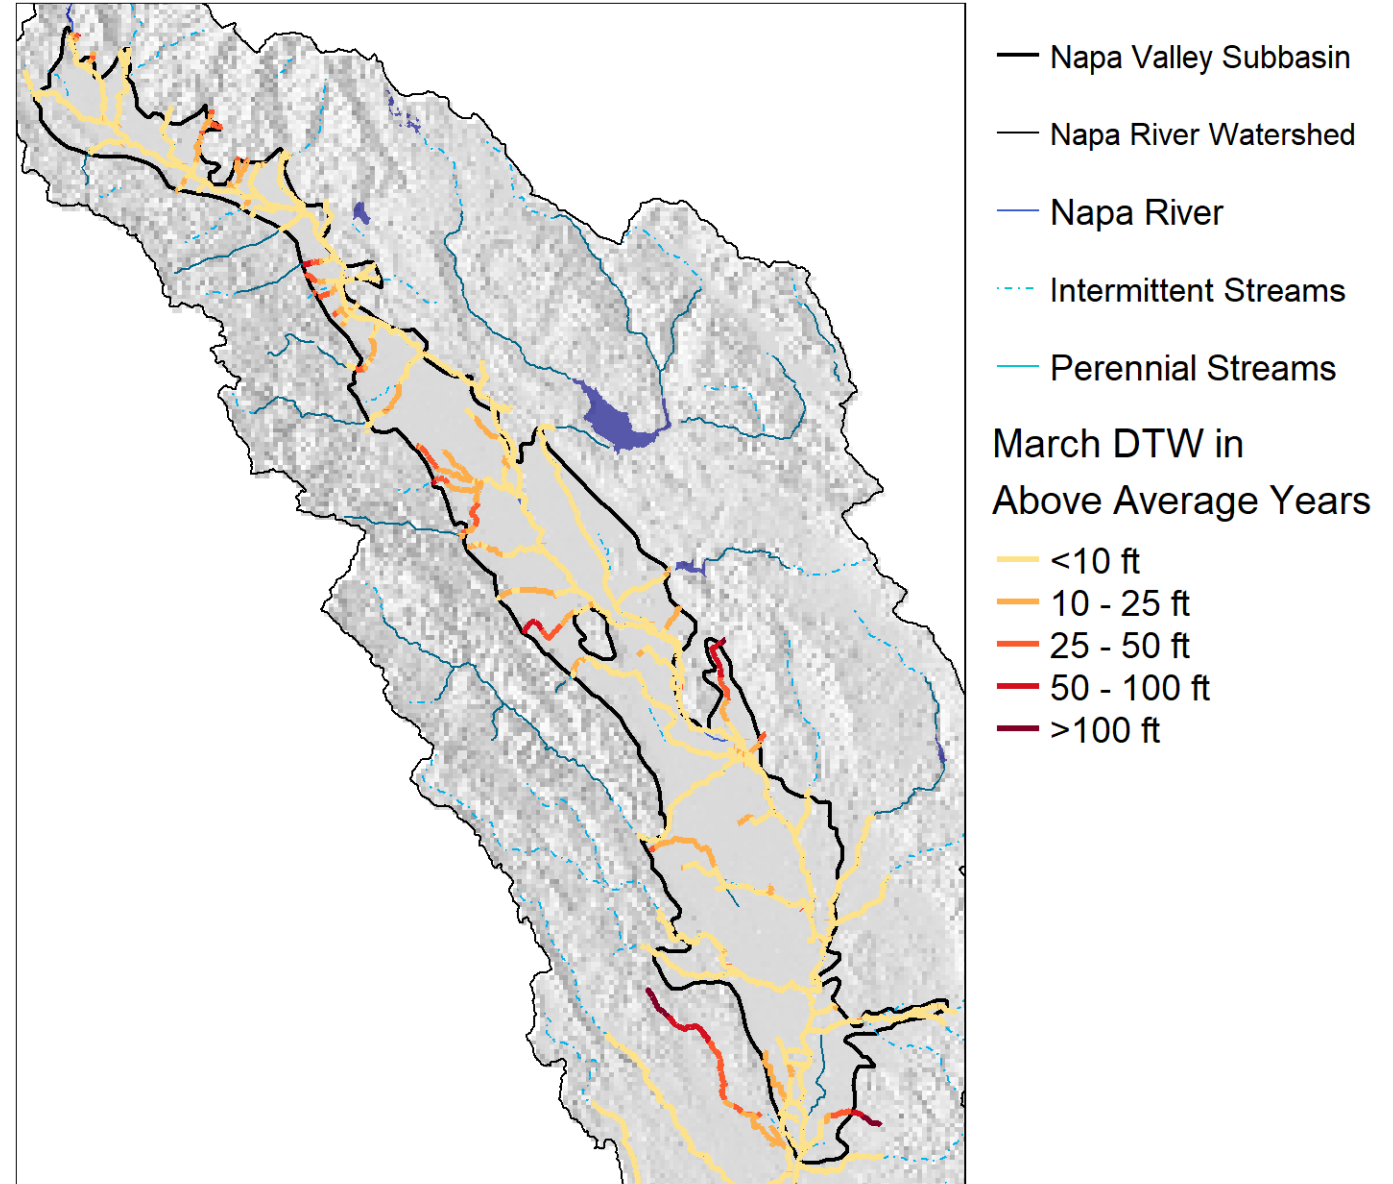 Napa Valley Subbasin
Napa River Watershed
Napa River
Intermittent Streams
Perennial Streams
March DTW in
Above Average Years
<10 ft
10 - 25 ft
25 - 50 ft
50 - 100 ft
>100 ft